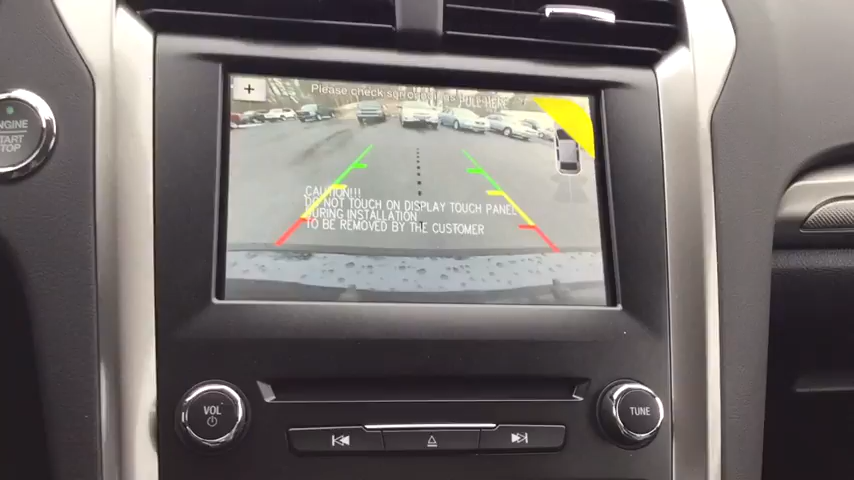 Please check surroundings PULL HERE
ENGINE
START
STOP
CAUTION!!!
DO NOT TOUCH ON DISPLAY TOUCH PANEL
DURING INSTALLATION
TO BE REMOVED BY THE CUSTOMER
VOL
TUNE